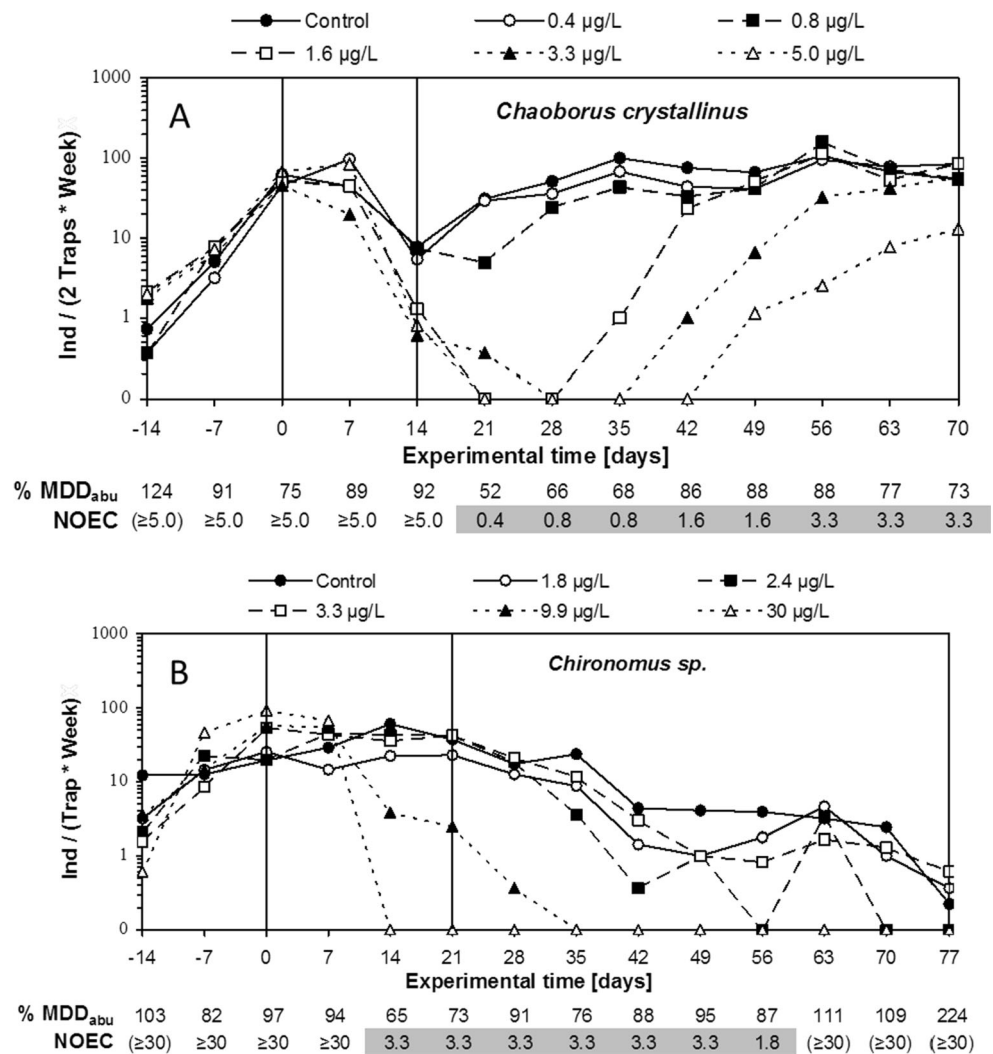 Control 0.4 µg/L 0.8 µg/L
1.6 µg/L 3.3 µg/L 5.0 µg/L
A
Chaoborus crystallinus
Ind / (2 Traps * Week)
1000
100
10
1
0
-14 -7 0 7 14 21 28 35 42 49 56 63 70
Experimental time [days]
% MDDabu 124 91 75 89 92 52 66 68 86 88 88 77 73
NOEC (≥5.0) ≥5.0 ≥5.0 ≥5.0 ≥5.0 0.4 0.8 0.8 1.6 1.6 3.3 3.3 3.3
Control 1.8 µg/L 2.4 µg/L
3.3 µg/L 9.9 µg/L 30 µg/L
B
Chironomus sp.
Ind / (Trap * Week)
1000
100
10
1
0
-14 -7 0 7 14 21 28 35 42 49 56 63 70 77
Experimental time [days]
% MDDabu 103 82 97 94 65 73 91 76 88 95 87 111 109 224
NOEC (≥30) ≥30 ≥30 ≥30 3.3 3.3 3.3 3.3 3.3 3.3 1.8 (≥30) (≥30) (≥30)